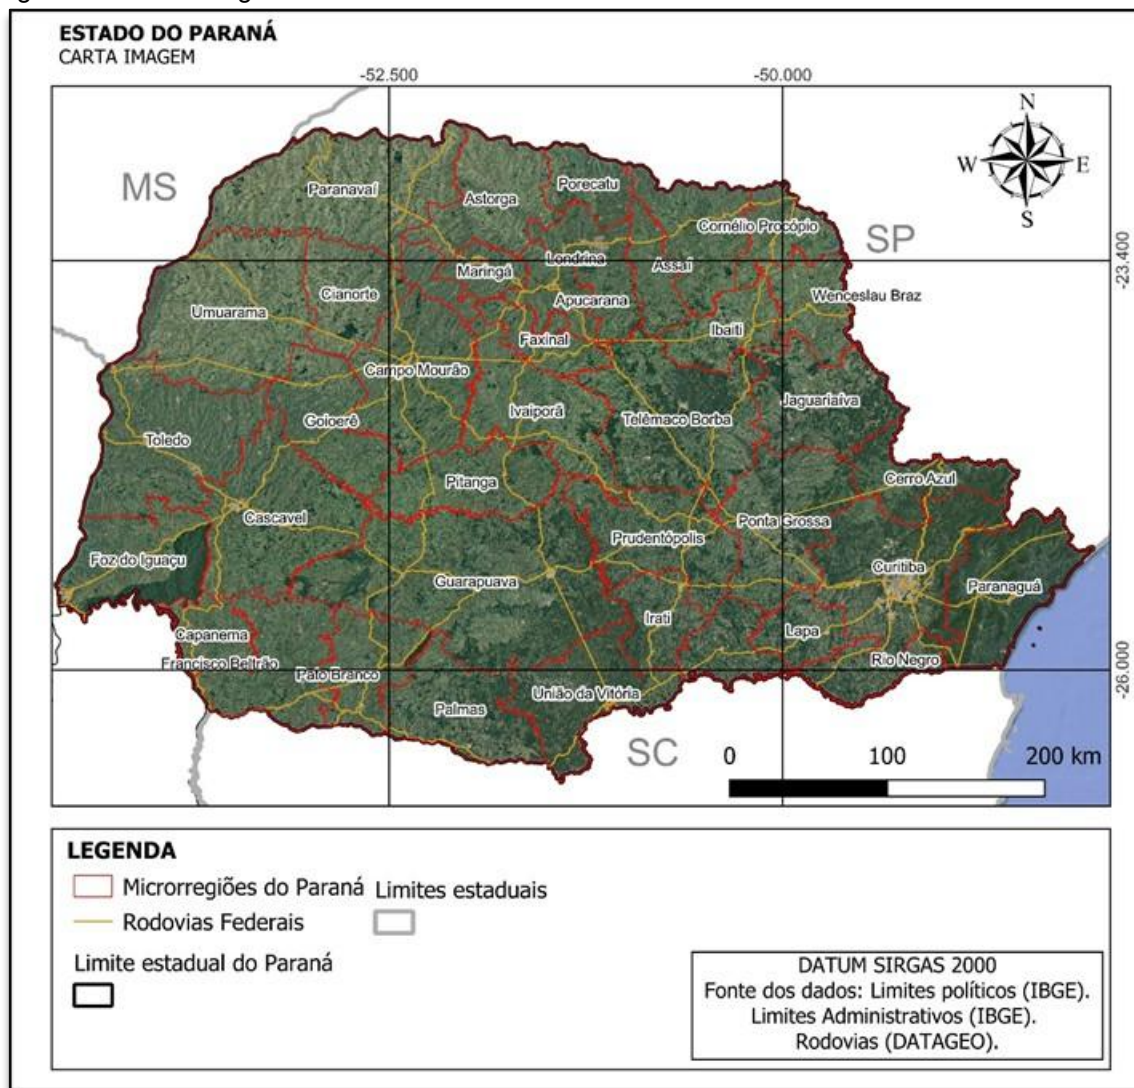 ESTADO DO PARANÁ
CARTA IMAGEM
-52.500
-50.000
N
W
E
S
MS
SP
SC
-23.400
-26.000
Paranavaí
Astorga
Porecatu
Cornélio Procópio
Londrina
Assaí
Maringá
Apucarana
Wenceslau Braz
Cianorte
Umuarama
Faxinal
Ibaiti
Campo Mourão
Jaguariaiva
Ivaiporã
Telêmaco Borba
Goioerê
Toledo
Pitanga
Cerro Azul
Cascavel
Ponta Grossa
Prudentópolis
Foz do Iguaçu
Guarapuava
Curitiba
Paranaguá
Irati
Lapa
Capanema
Francisco Beltrão
Pato Branco
Rio Negro
União da Vitória
Palmas
0
100
200 km
LEGENDA
Microrregiões do Paraná
Limites estaduais
Rodovias Federais
Limite estadual do Paraná
DATUM SIRGAS 2000
Fonte dos dados: Limites políticos (IBGE).
Limites Administrativos (IBGE).
Rodovias (DATAGEO).